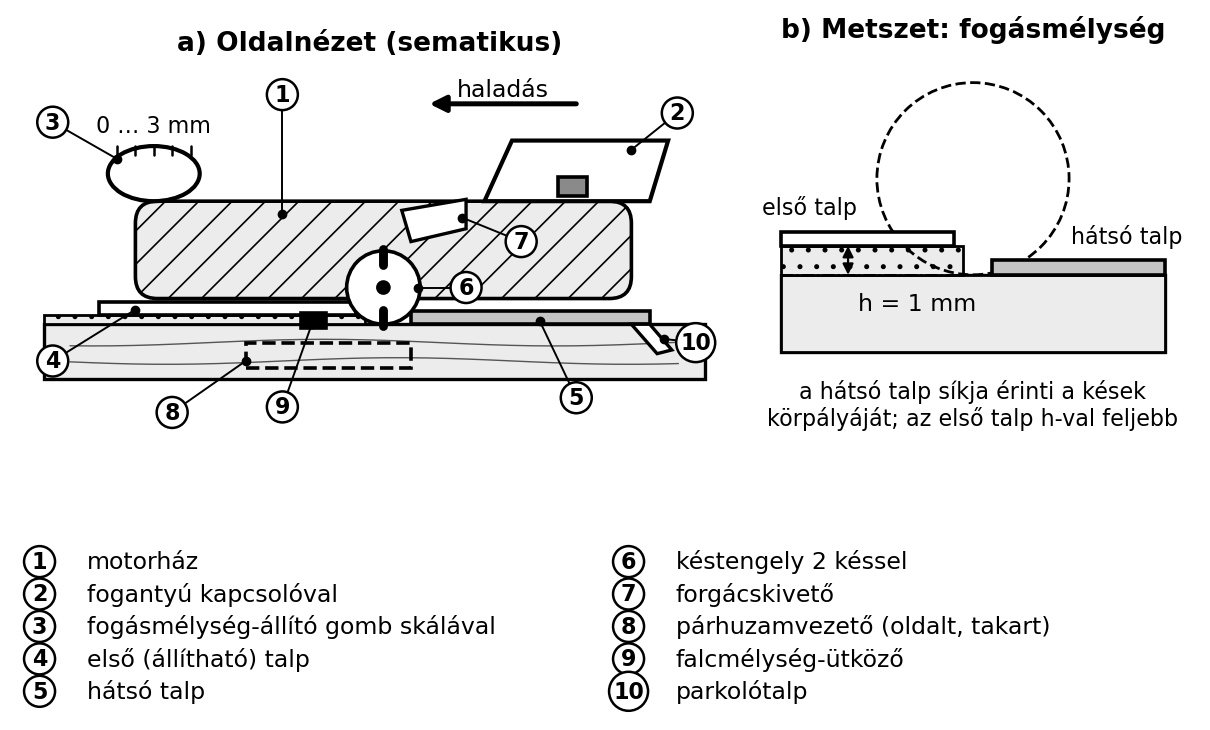 a) Oldalnézet (sematikus)
haladás
0 … 3 mm
1
2
3
4
5
6
7
8
9
10
b) Metszet: fogásmélység
első talp
hátsó talp
h = 1 mm
a hátsó talp síkja érinti a kések
körpályáját; az első talp h-val feljebb
1 motorház
2 fogantyú kapcsolóval
3 fogásmélység-állító gomb skálával
4 első (állítható) talp
5 hátsó talp
6 késtengely 2 késsel
7 forgácskivető
8 párhuzamvezető (oldalt, takart)
9 falcmélység-ütköző
10 parkolótalp